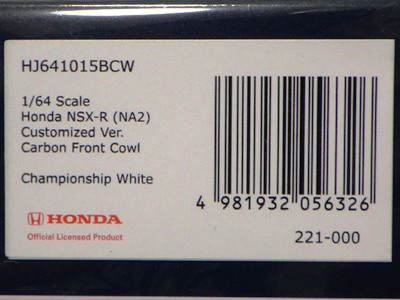 HJ641015BCW
1/64 Scale
Honda NSX-R (NA2)
Customized Ver.
Carbon Front Cowl
Championship White
HONDA
Official Licensed Product
4 981932 056326
221-000